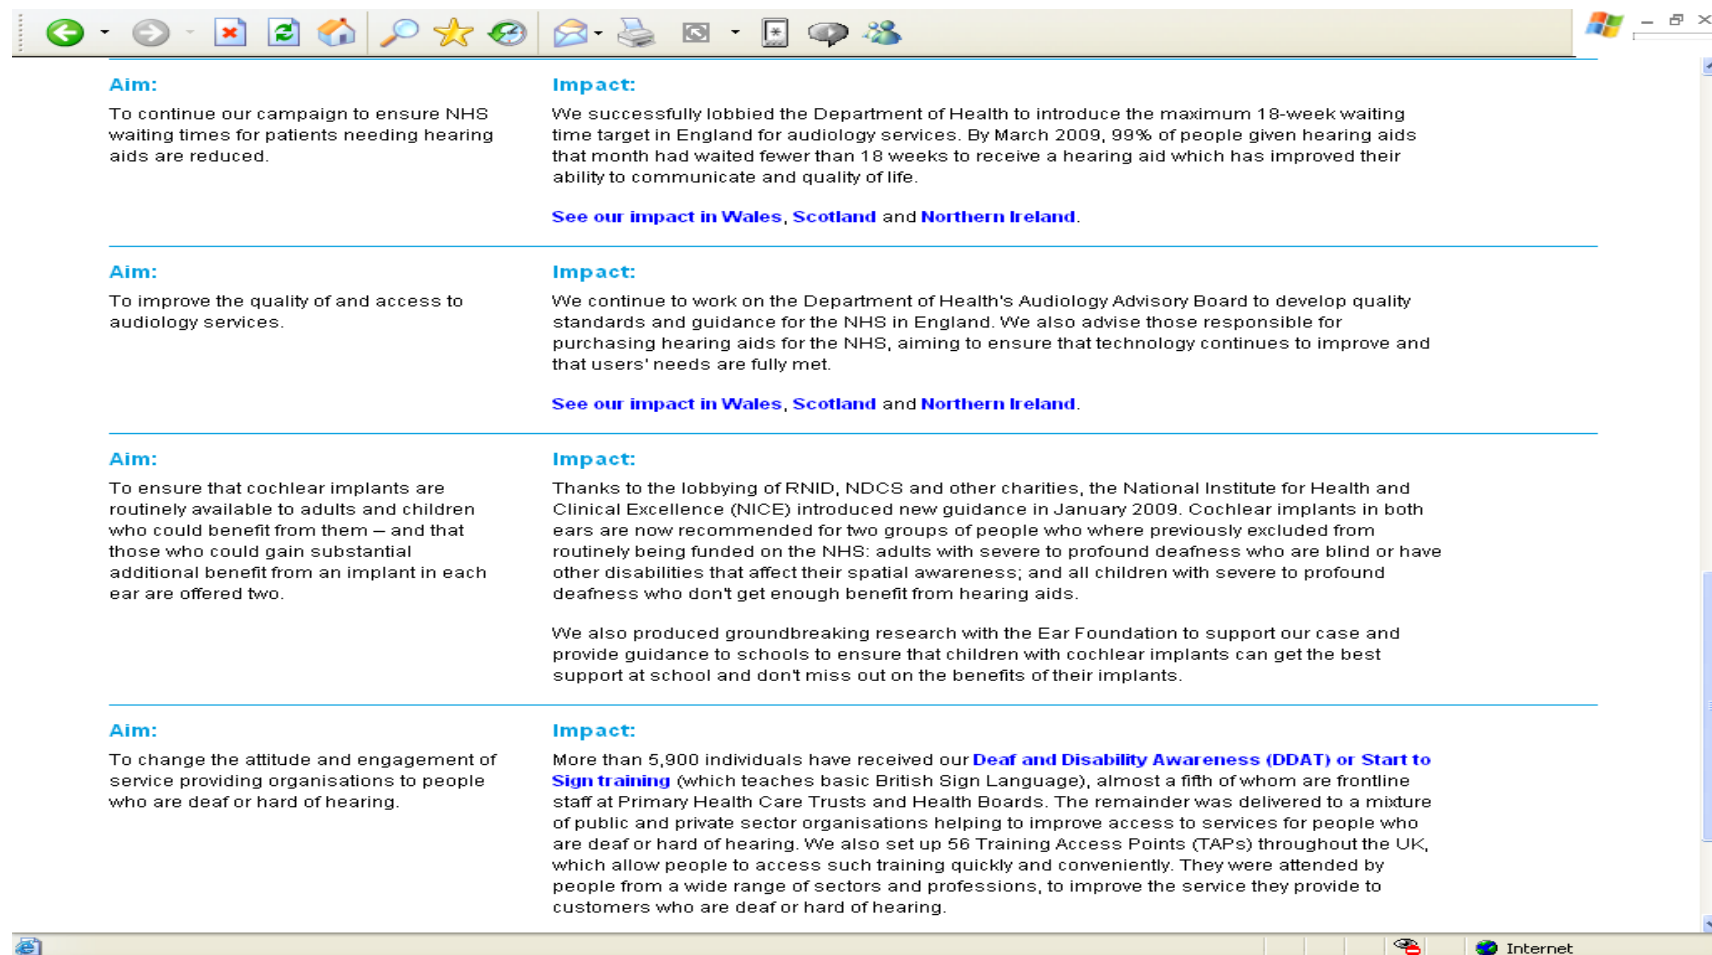 Aim:
To continue our campaign to ensure NHS
waiting times for patients needing hearing
aids are reduced.
Impact:
We successfully lobbied the Department of Health to introduce the maximum 18-week waiting
time target in England for audiology services. By March 2009, 99% of people given hearing aids
that month had waited fewer than 18 weeks to receive a hearing aid which has improved their
ability to communicate and quality of life.
See our impact in Wales, Scotland and Northern Ireland.
Aim:
To improve the quality of and access to
audiology services.
Impact:
We continue to work on the Department of Health's Audiology Advisory Board to develop quality
standards and guidance for the NHS in England. We also advise those responsible for
purchasing hearing aids for the NHS, aiming to ensure that technology continues to improve and
that users' needs are fully met.
See our impact in Wales, Scotland and Northern Ireland.
Aim:
To ensure that cochlear implants are
routinely available to adults and children
who could benefit from them – and that
those who could gain substantial
additional benefit from an implant in each
ear are offered two.
Impact:
Thanks to the lobbying of RNID, NDCS and other charities, the National Institute for Health and
Clinical Excellence (NICE) introduced new guidance in January 2009. Cochlear implants in both
ears are now recommended for two groups of people who where previously excluded from
routinely being funded on the NHS: adults with severe to profound deafness who are blind or have
other disabilities that affect their spatial awareness; and all children with severe to profound
deafness who don't get enough benefit from hearing aids.
We also produced groundbreaking research with the Ear Foundation to support our case and
provide guidance to schools to ensure that children with cochlear implants can get the best
support at school and don't miss out on the benefits of their implants.
Aim:
To change the attitude and engagement of
service providing organisations to people
who are deaf or hard of hearing.
Impact:
More than 5,900 individuals have received our Deaf and Disability Awareness (DDAT) or Start to
Sign training (which teaches basic British Sign Language), almost a fifth of whom are frontline
staff at Primary Health Care Trusts and Health Boards. The remainder was delivered to a mixture
of public and private sector organisations helping to improve access to services for people who
are deaf or hard of hearing. We also set up 56 Training Access Points (TAPs) throughout the UK,
which allow people to access such training quickly and conveniently. They were attended by
people from a wide range of sectors and professions, to improve the service they provide to
customers who are deaf or hard of hearing.
Internet